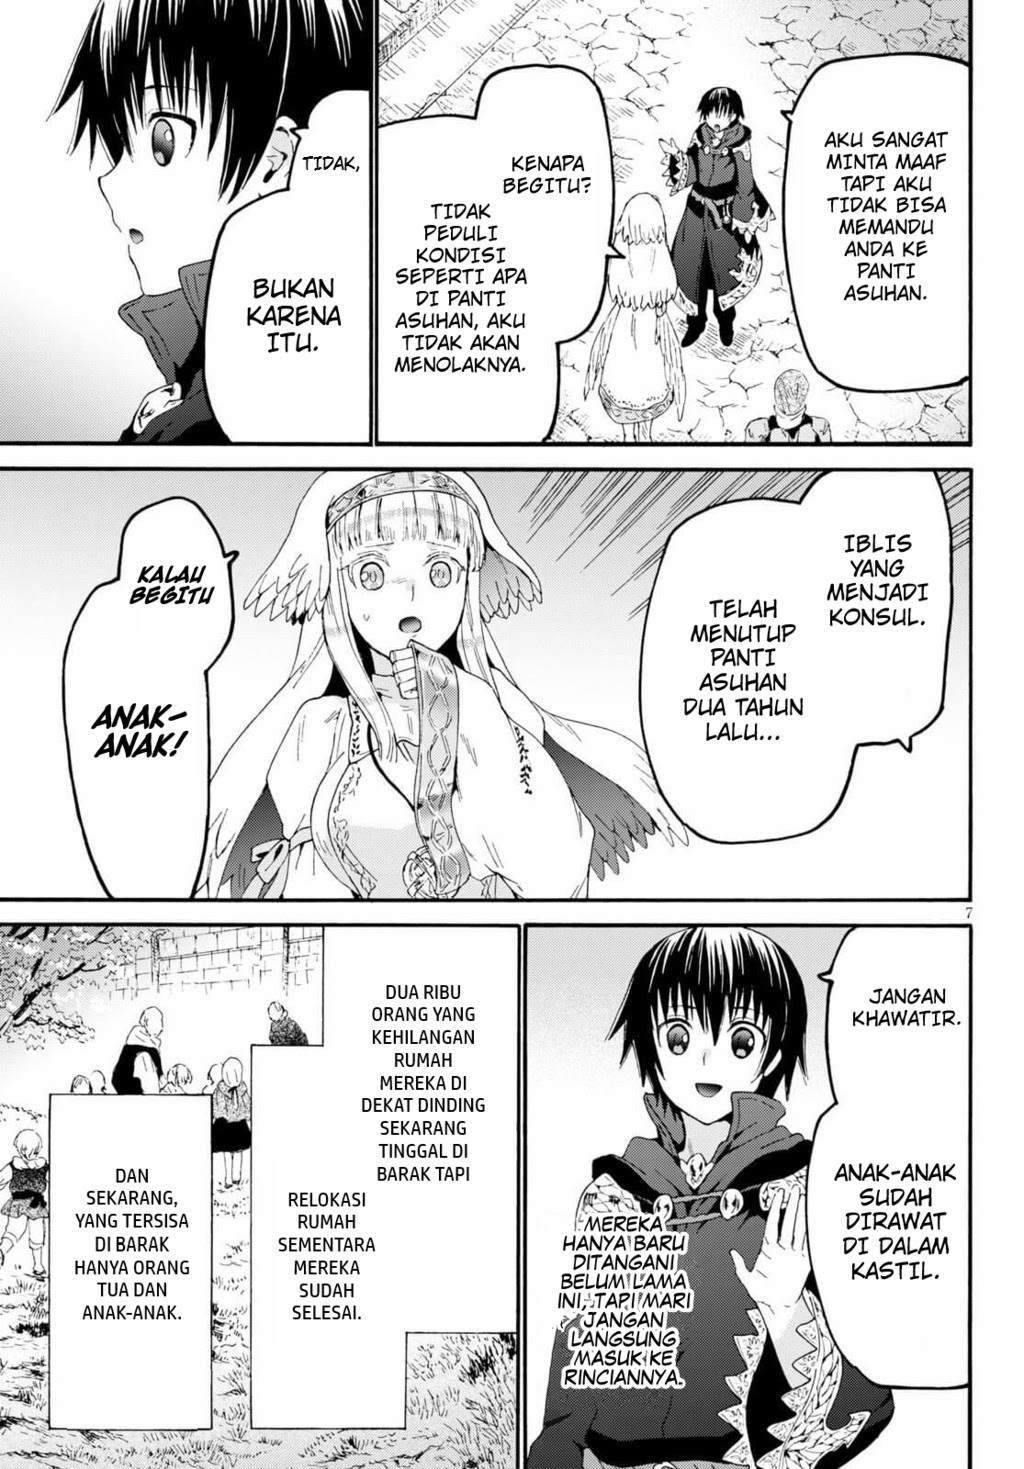 AKU SANGAT
MINTA MAAF
TAPI AKU
TIDAK BISA
MEMANDU
ANDA KE
PANTI
ASUHAN.
KENAPA
BEGITU?
TIDAK
PEDULI
KONDISI
SEPERTI APA
DI PANTI
ASUHAN, AKU
TIDAK AKAN
MENOLAKNYA.
TIDAK,
BUKAN
KARENA
ITU.
IBLIS
YANG
MENJADI
KONSUL.
TELAH
MENUTUP
PANTI
ASUHAN
DUA TAHUN
LALU...
KALAU
BEGITU
ANAK-
ANAK!
7
JANGAN
KHAWATIR.
ANAK-ANAK
SUDAH
DIRAWAT
DI DALAM
KASTIL.
MEREKA
HANYA BARU
DITANGANI
BELUM LAMA
INI, TAPI MARI
JANGAN
LANGSUNG
MASUK KE
RINCIANNYA.
DUA RIBU
ORANG YANG
KEHILANGAN
RUMAH
MEREKA DI
DEKAT DINDING
SEKARANG
TINGGAL DI
BARAK TAPI
RELOKASI
RUMAH
SEMENTARA
MEREKA
SUDAH
SELESAI.
DAN
SEKARANG,
YANG TERSISA
DI BARAK
HANYA ORANG
TUA DAN
ANAK-ANAK.